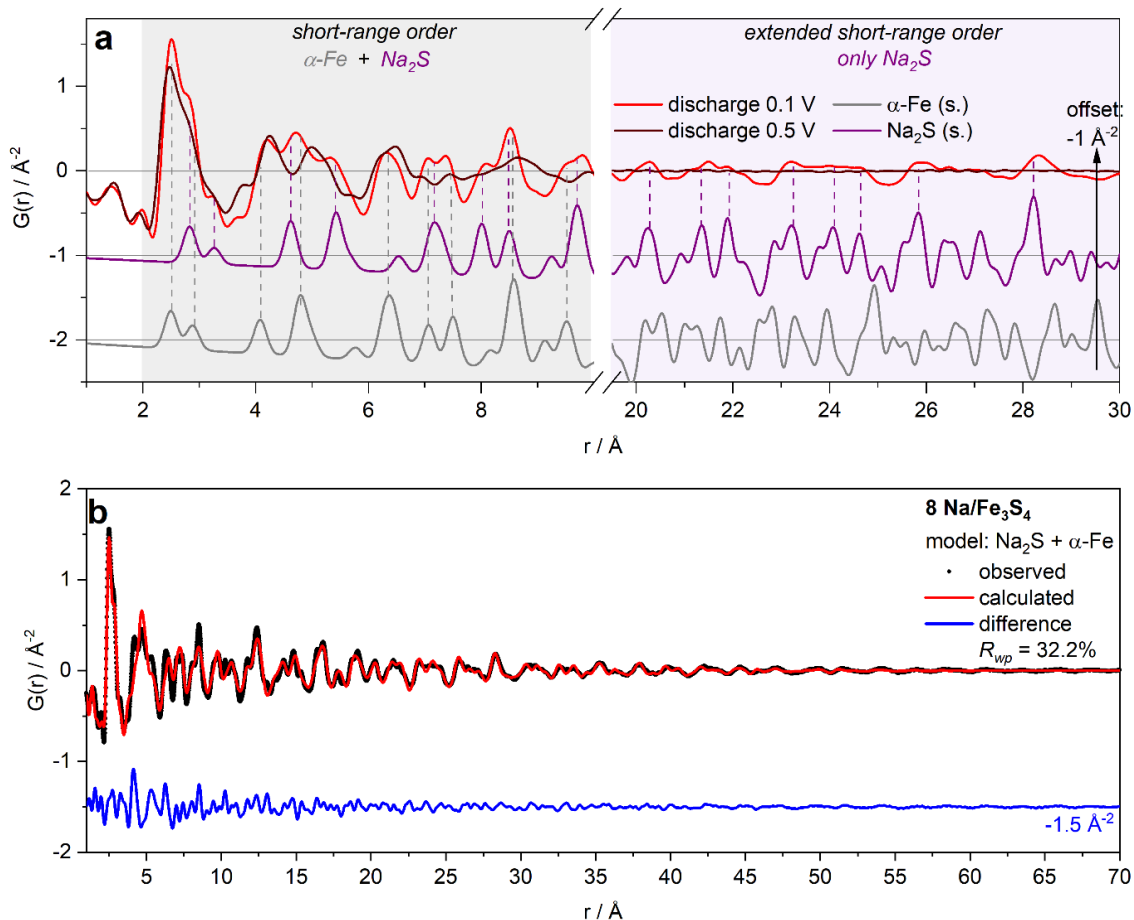 a
short-range order
α-Fe + Na₂S
extended short-range order
only Na₂S
discharge 0.1 V
discharge 0.5 V
α-Fe (s.)
Na₂S (s.)
offset:
-1 Å⁻²
G(r) / Å⁻²
1
0
-1
-2
2 4 6 8 20 22 24 26 28 30
r / Å
b
8 Na/Fe₃S₄
model: Na₂S + α-Fe
observed
calculated
difference
Rwp = 32.2%
G(r) / Å⁻²
2
1
0
-1
-2
-1.5 Å⁻²
5 10 15 20 25 30 35 40 45 50 55 60 65 70
r / Å